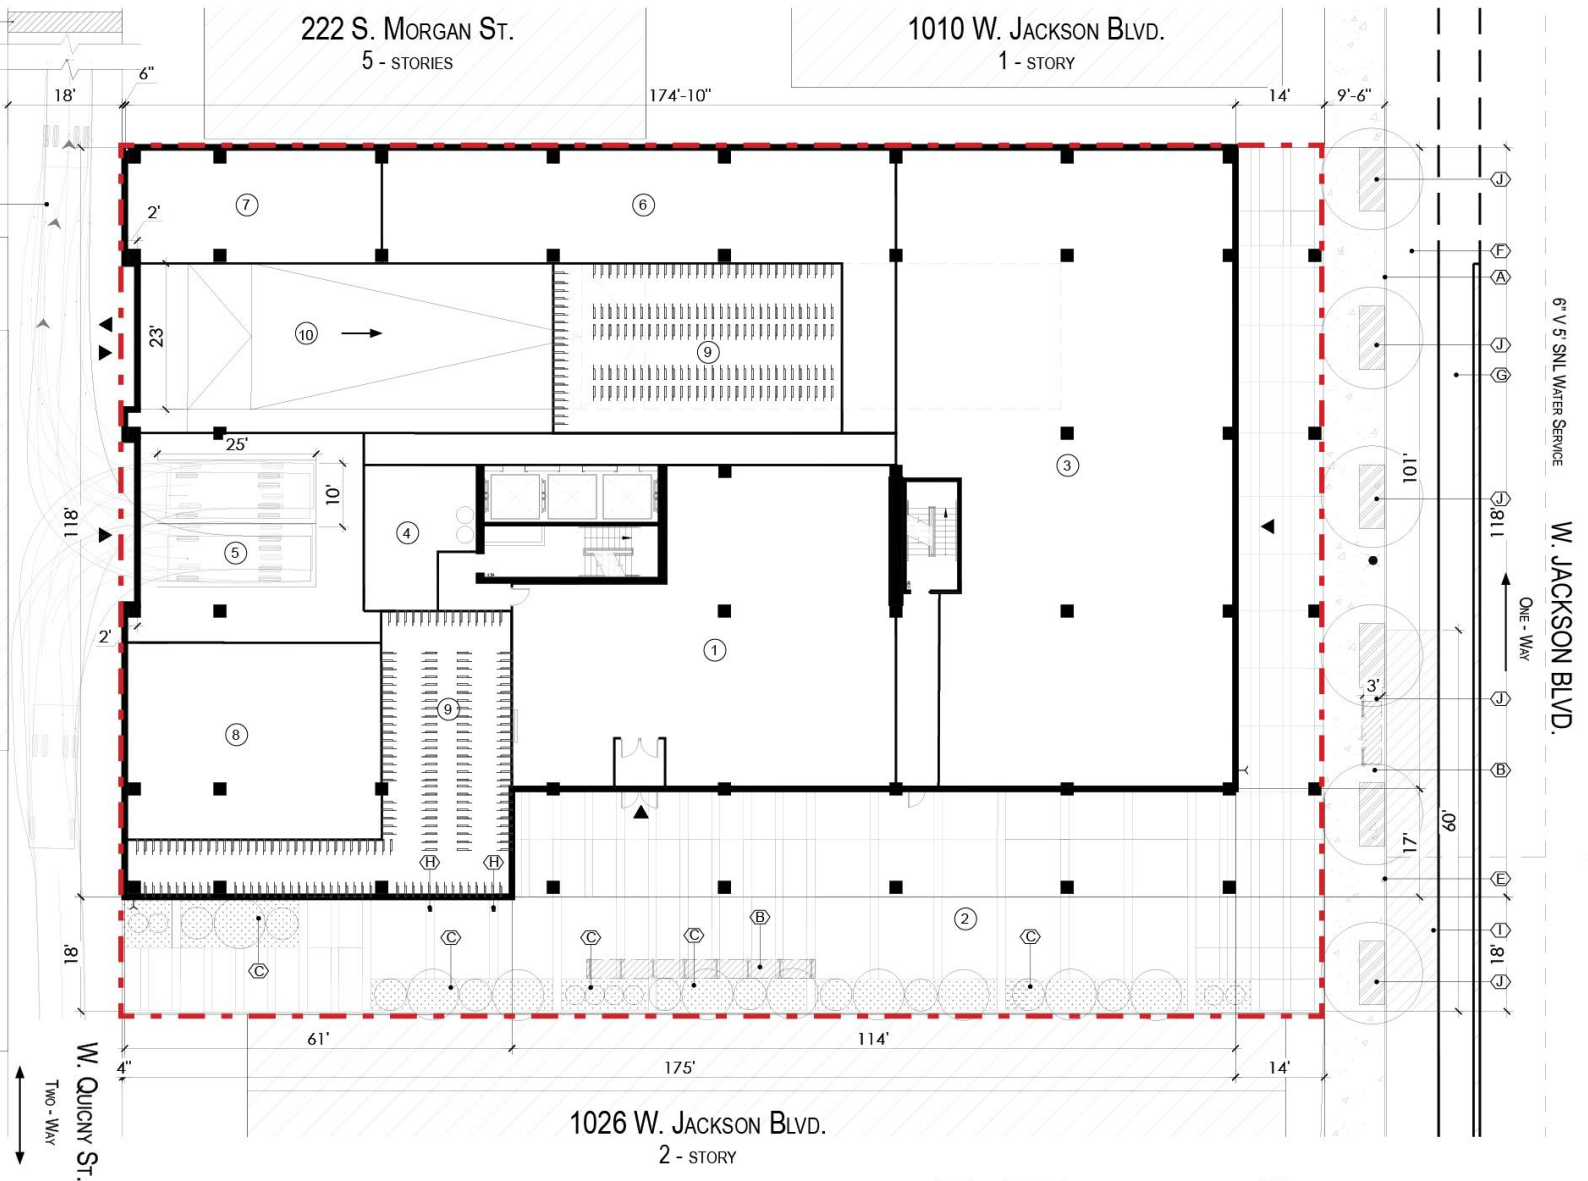 222 S. MORGAN ST.
5 - STORIES
1010 W. JACKSON BLVD.
1 - STORY
6"
18'
174'-10"
14'
9'-6"
J
7
6
2'
F
A
6" V 5' SNL WATER SERVICE
10
23'
9
J
G
25'
3
101'
10'
J
118'
118'
4
5
W. JACKSON BLVD.
ONE - WAY
2'
1
3'
J
9
8
B
60'
17'
H
H
E
2
B
C
C
C
C
C
I
18'
18'
J
61'
114'
4"
175'
14'
W. QUICNY ST.
TWO - WAY
1026 W. JACKSON BLVD.
2 - STORY